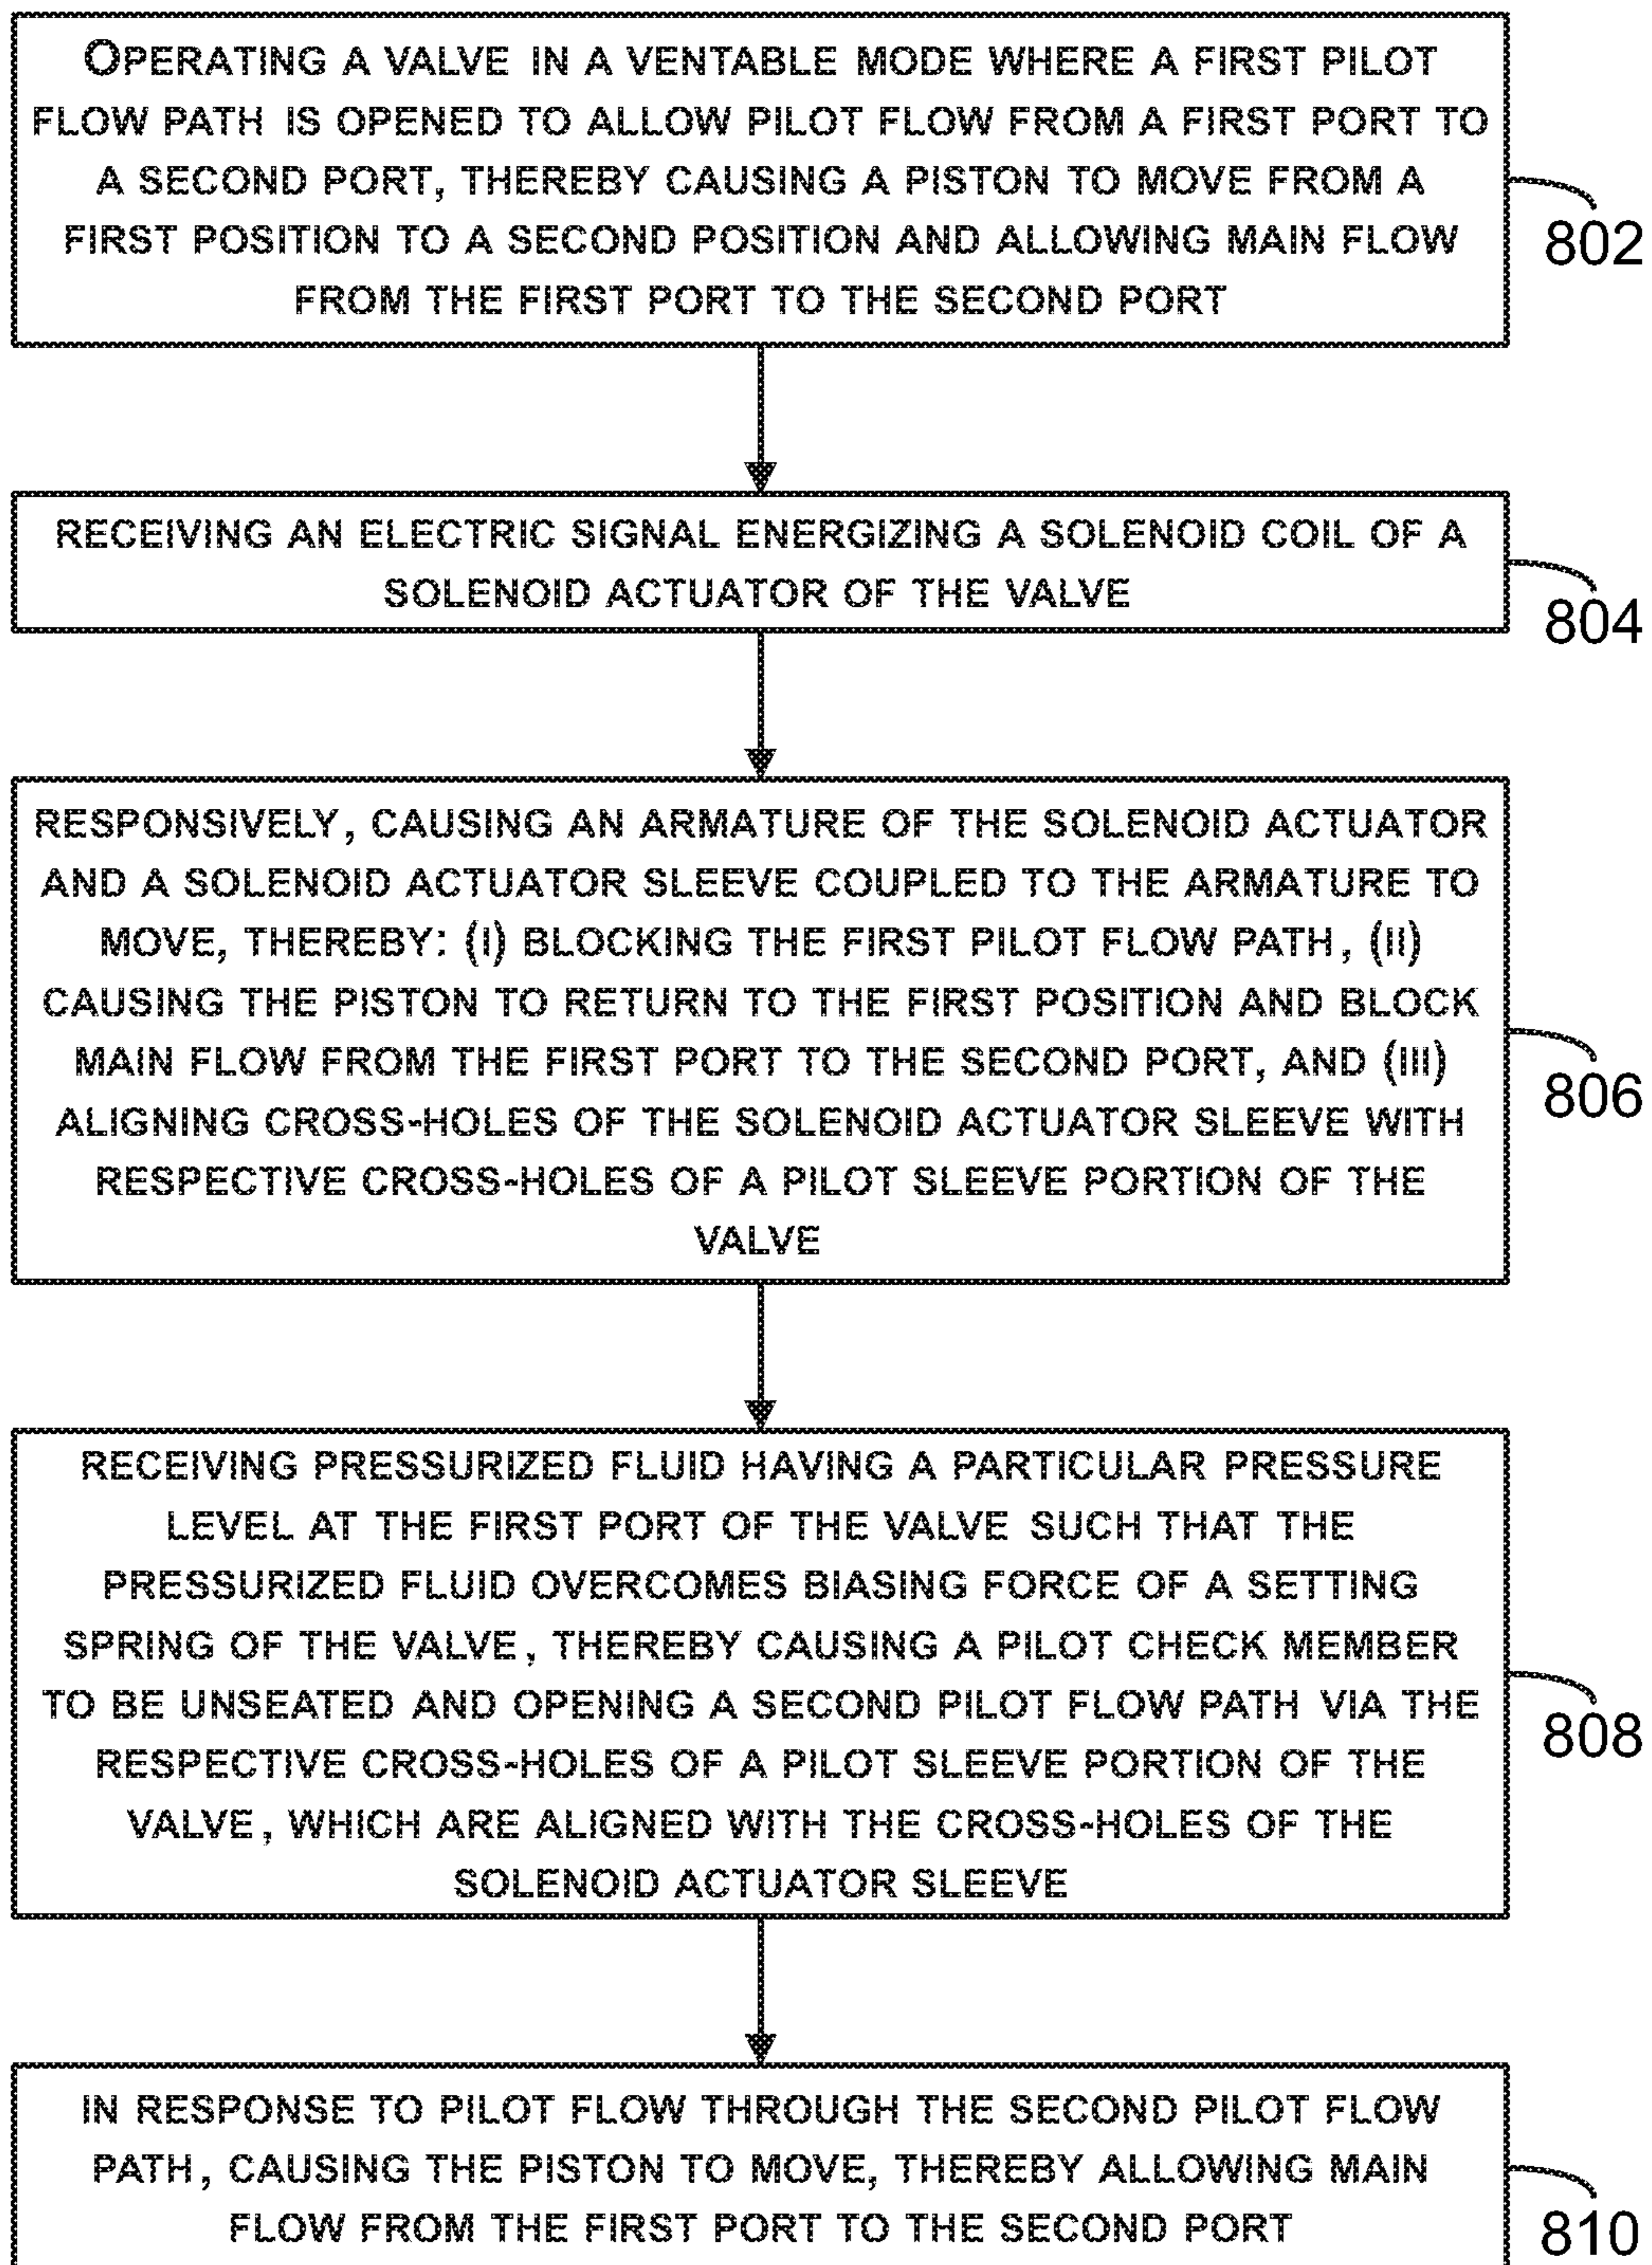 OPERATING A VALVE IN A VENTABLE MODE WHERE A FIRST PILOT
FLOW PATH IS OPENED TO ALLOW PILOT FLOW FROM A FIRST PORT TO
A SECOND PORT, THEREBY CAUSING A PISTON TO MOVE FROM A
FIRST POSITION TO A SECOND POSITION AND ALLOWING MAIN FLOW
FROM THE FIRST PORT TO THE SECOND PORT
802
RECEIVING AN ELECTRIC SIGNAL ENERGIZING A SOLENOID COIL OF A
SOLENOID ACTUATOR OF THE VALVE
804
RESPONSIVELY, CAUSING AN ARMATURE OF THE SOLENOID ACTUATOR
AND A SOLENOID ACTUATOR SLEEVE COUPLED TO THE ARMATURE TO
MOVE, THEREBY: (I) BLOCKING THE FIRST PILOT FLOW PATH, (II)
CAUSING THE PISTON TO RETURN TO THE FIRST POSITION AND BLOCK
MAIN FLOW FROM THE FIRST PORT TO THE SECOND PORT, AND (III)
ALIGNING CROSS-HOLES OF THE SOLENOID ACTUATOR SLEEVE WITH
RESPECTIVE CROSS-HOLES OF A PILOT SLEEVE PORTION OF THE
VALVE
806
RECEIVING PRESSURIZED FLUID HAVING A PARTICULAR PRESSURE
LEVEL AT THE FIRST PORT OF THE VALVE SUCH THAT THE
PRESSURIZED FLUID OVERCOMES BIASING FORCE OF A SETTING
SPRING OF THE VALVE, THEREBY CAUSING A PILOT CHECK MEMBER
TO BE UNSEATED AND OPENING A SECOND PILOT FLOW PATH VIA THE
RESPECTIVE CROSS-HOLES OF A PILOT SLEEVE PORTION OF THE
VALVE, WHICH ARE ALIGNED WITH THE CROSS-HOLES OF THE
SOLENOID ACTUATOR SLEEVE
808
IN RESPONSE TO PILOT FLOW THROUGH THE SECOND PILOT FLOW
PATH, CAUSING THE PISTON TO MOVE, THEREBY ALLOWING MAIN
FLOW FROM THE FIRST PORT TO THE SECOND PORT
810